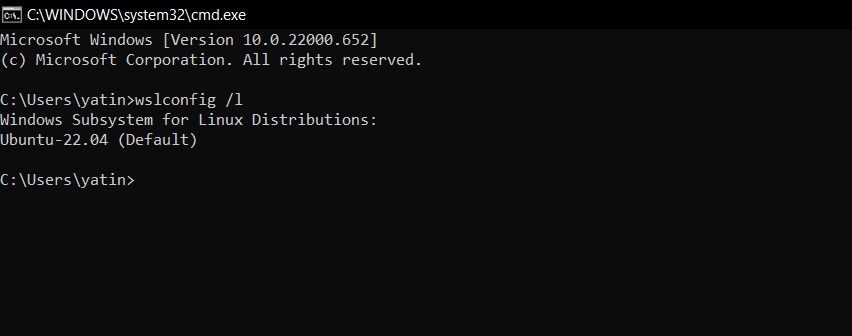 C:\WINDOWS\system32\cmd.exe
Microsoft Windows [Version 10.0.22000.652]
(c) Microsoft Corporation. All rights reserved.
C:\Users\yatin>wslconfig /l
Windows Subsystem for Linux Distributions:
Ubuntu-22.04 (Default)
C:\Users\yatin>